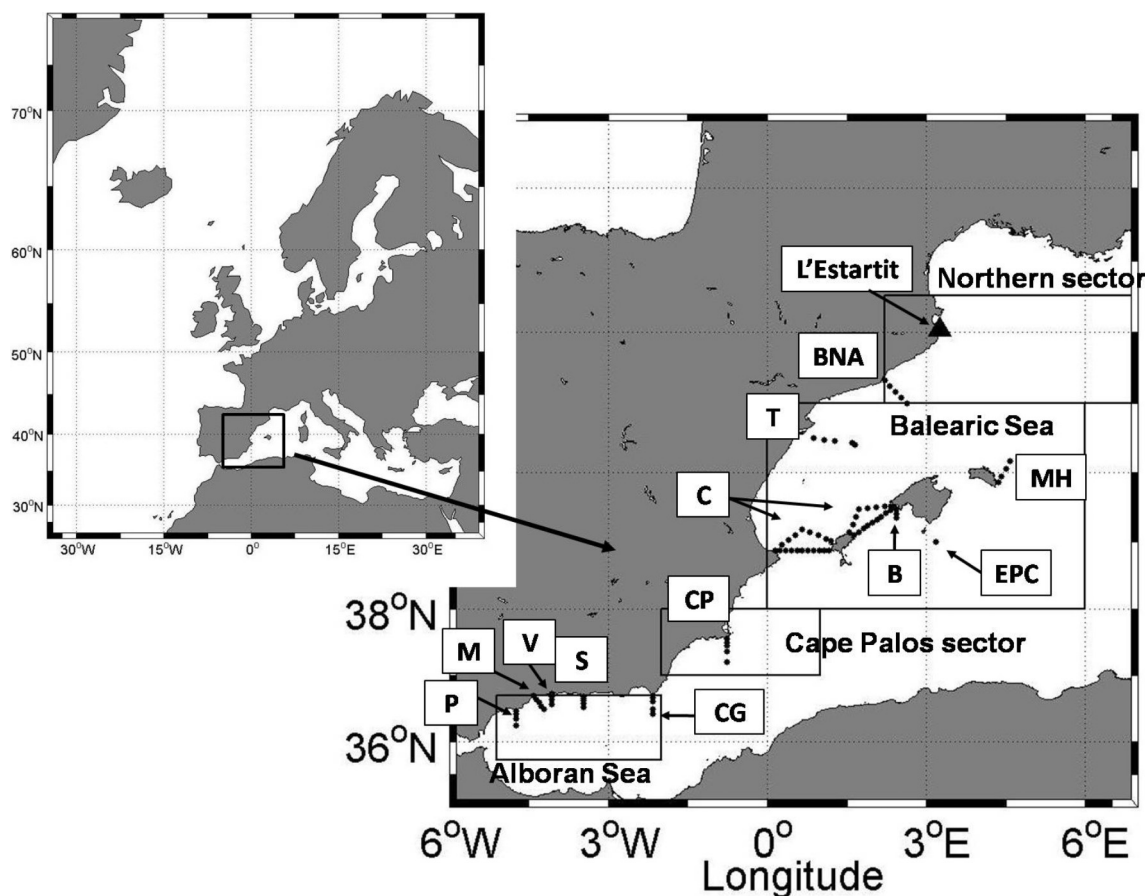 70°N
60°N
50°N
40°N
30°N
30°W
15°W
0°
15°E
30°E
L'Estartit
Northern sector
BNA
T
Balearic Sea
MH
C
B
EPC
CP
38°N
Cape Palos sector
V
M
S
P
CG
36°N
Alboran Sea
6°W
3°W
0°
3°E
6°E
Longitude